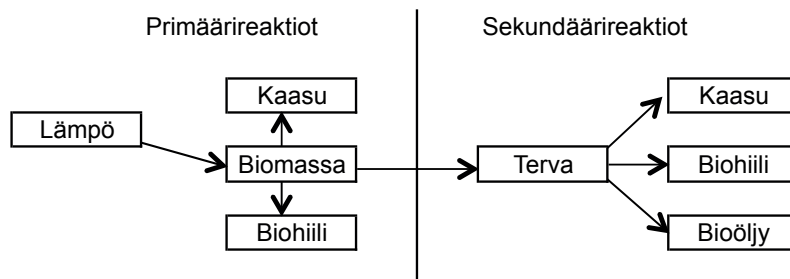 Primäärireaktiot
Sekundäärireaktiot
Kaasu
Lämpö
Biomassa
Biohiili
Terva
Kaasu
Biohiili
Bioöljy